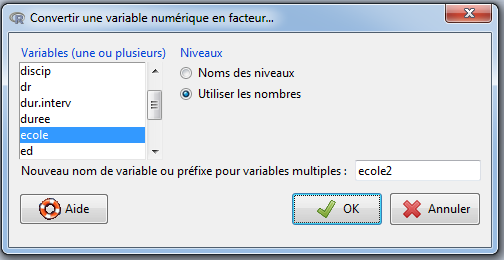 Convertir une variable numérique en facteur...
Variables (une ou plusieurs) Niveaux
discip
dr
dur.interv
duree
ecole
ed
Noms des niveaux
Utiliser les nombres
Nouveau nom de variable ou préfixe pour variables multiples : ecole2
Aide OK Annuler